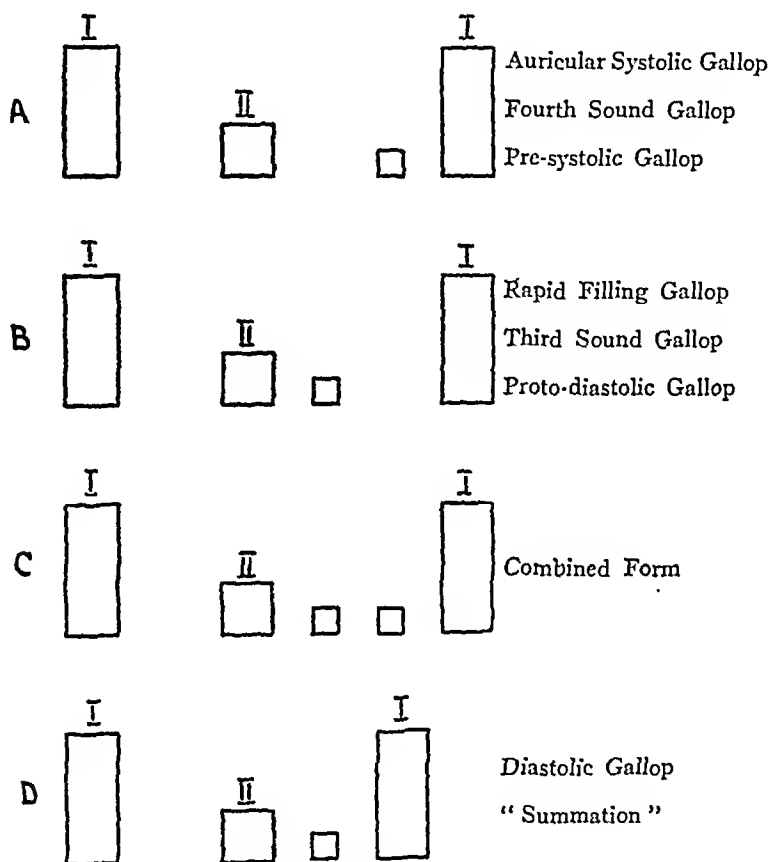 I I
Auricular Systolic Gallop
A II Fourth Sound Gallop
Pre-systolic Gallop
I I
Rapid Filling Gallop
B II Third Sound Gallop
Proto-diastolic Gallop
I I
C II Combined Form
I I
Diastolic Gallop
D II
" Summation "